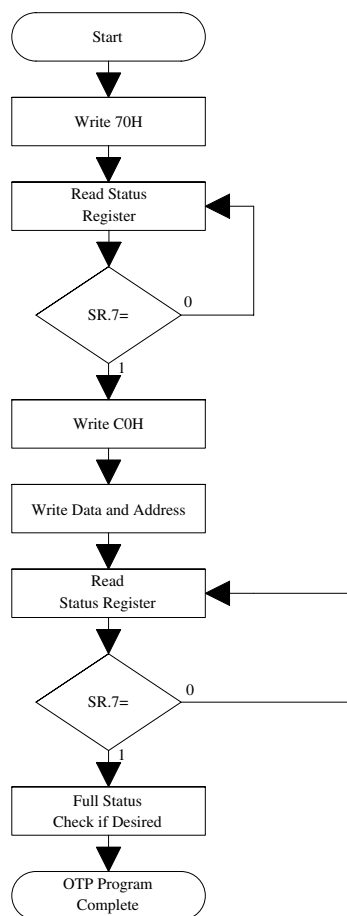 Start
Write 70H
Read Status
Register
0
SR.7=
1
Write C0H
Write Data and Address
Read
Status Register
0
SR.7=
1
Full Status
Check if Desired
OTP Program
Complete